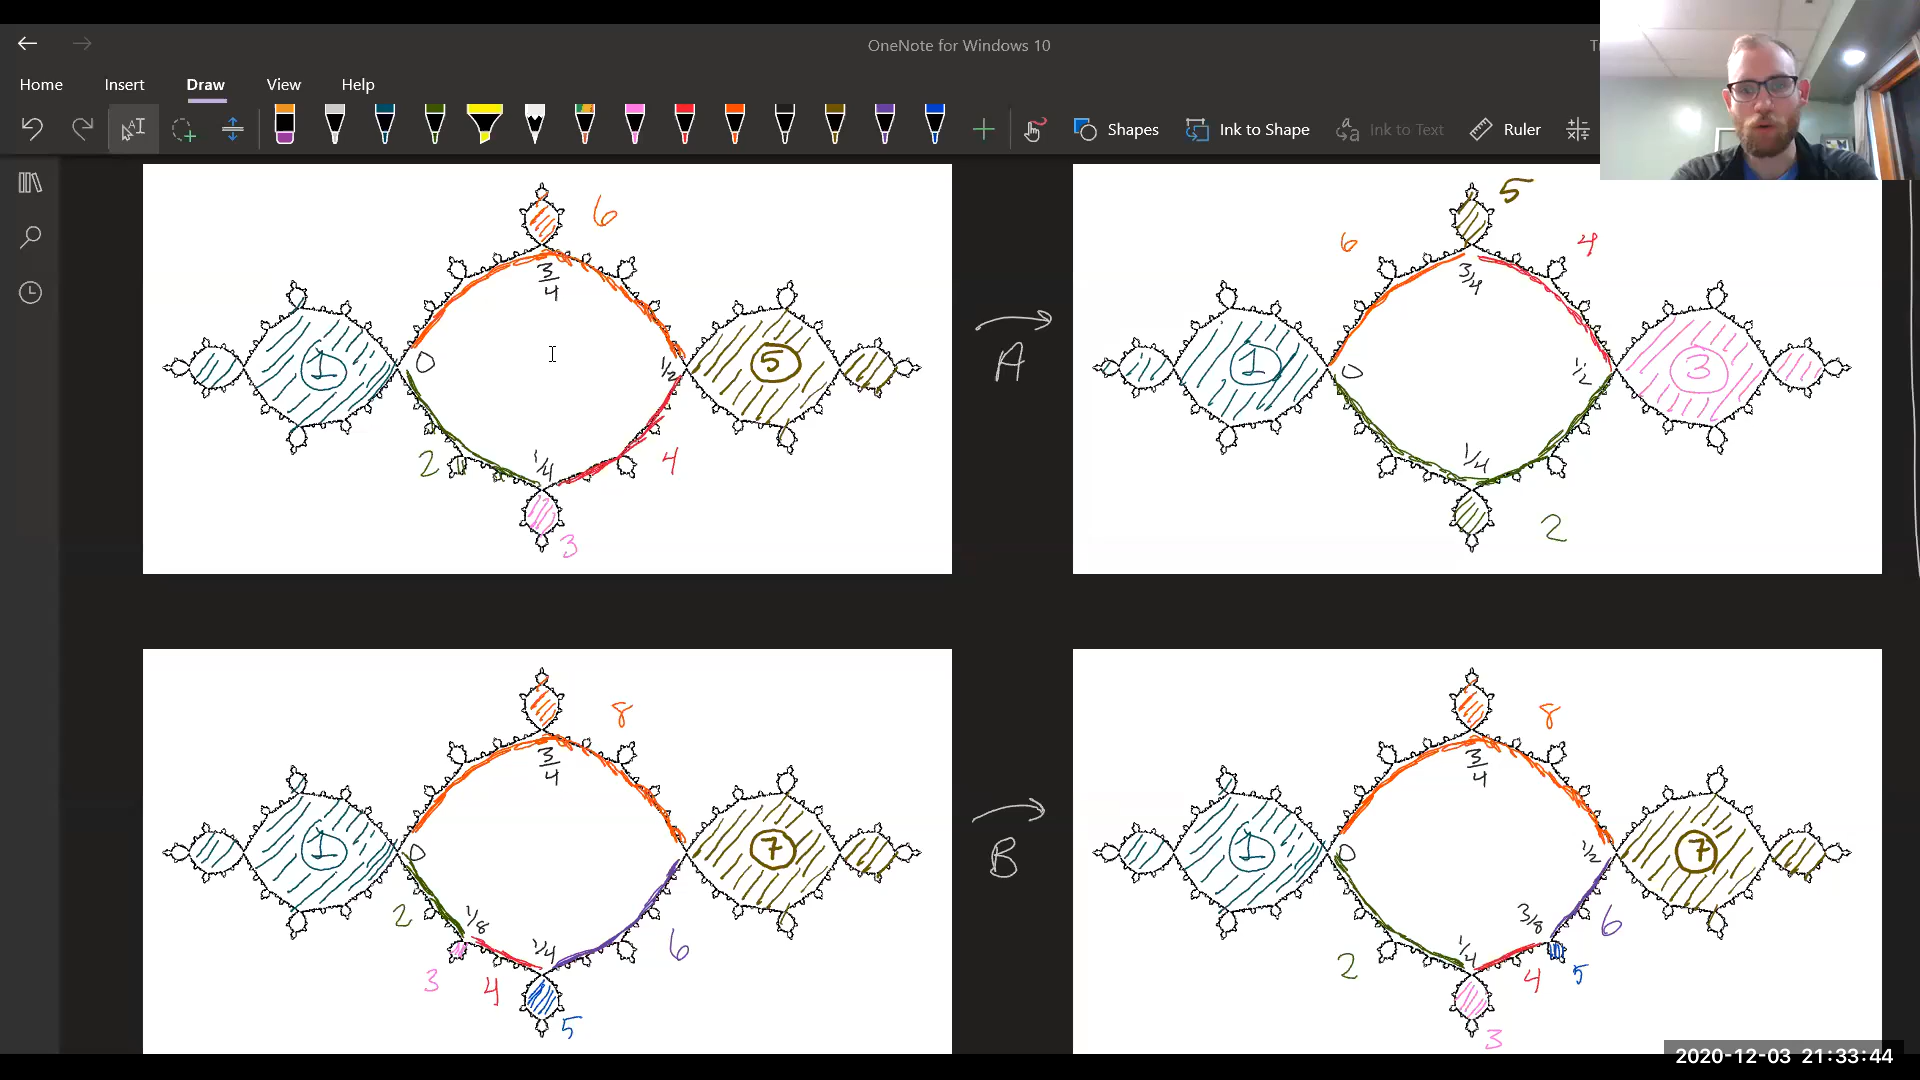 OneNote for Windows 10
Home Insert Draw View Help
Shapes Ink to Shape Ink to Text Ruler
6
3/4
1 0 1/2 5
2 1/4 4
3
A
5
6 4
3/4
1 0 1/2 3
1/4
2
8
3/4
1 0 7
2 1/8 1/4 6
3 4
5
B
8
3/4
1 0 1/2 7
3/8 6
2 1/4 4 5
3
2020-12-03 21:33:44